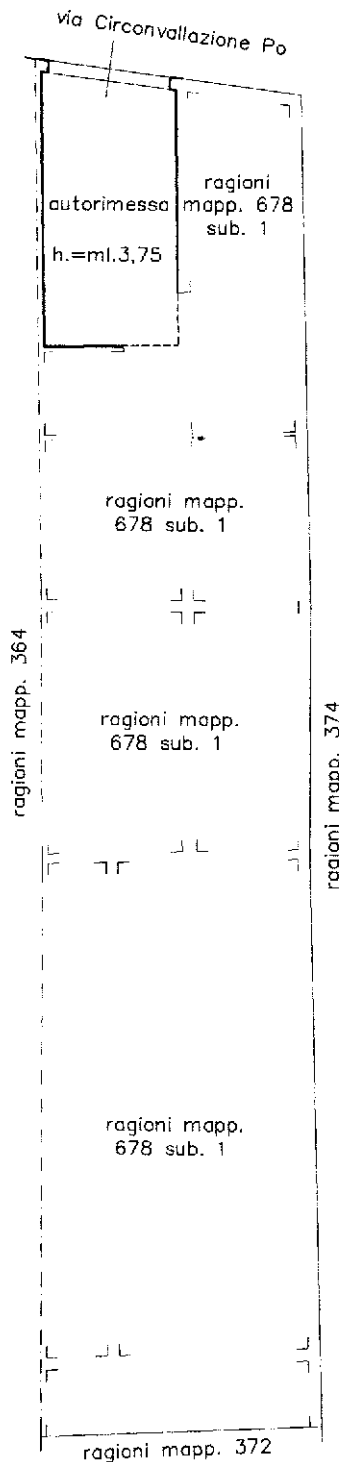 via Circonvallazione Po
ragioni
mapp. 678
sub. 1
autorimessa
h.=ml.3,75
ragioni mapp.
678 sub. 1
ragioni mapp. 364
ragioni mapp.
678 sub. 1
ragioni mapp. 374
ragioni mapp.
678 sub. 1
ragioni mapp. 372